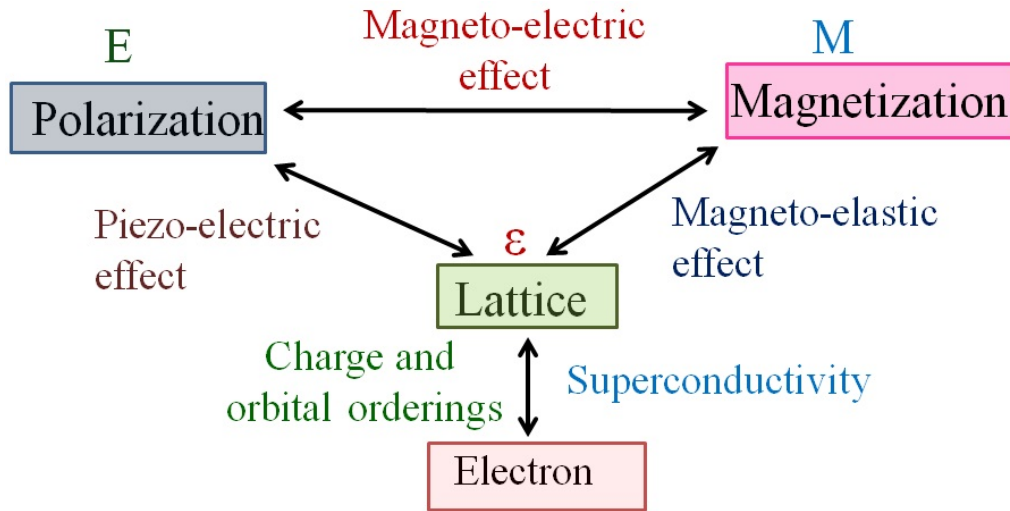 E
Magneto-electric
effect
M
Polarization
Magnetization
Piezo-electric
effect
Magneto-elastic
effect
ε
Lattice
Charge and
orbital orderings
Superconductivity
Electron